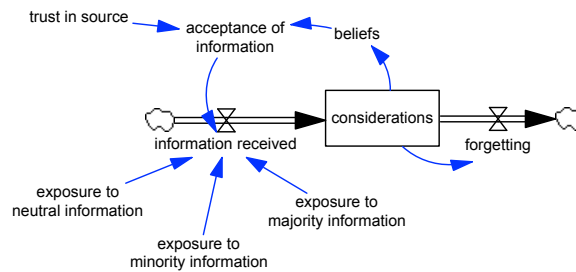 trust in source
acceptance of
information
beliefs
considerations
information received
forgetting
exposure to
neutral information
exposure to
majority information
exposure to
minority information